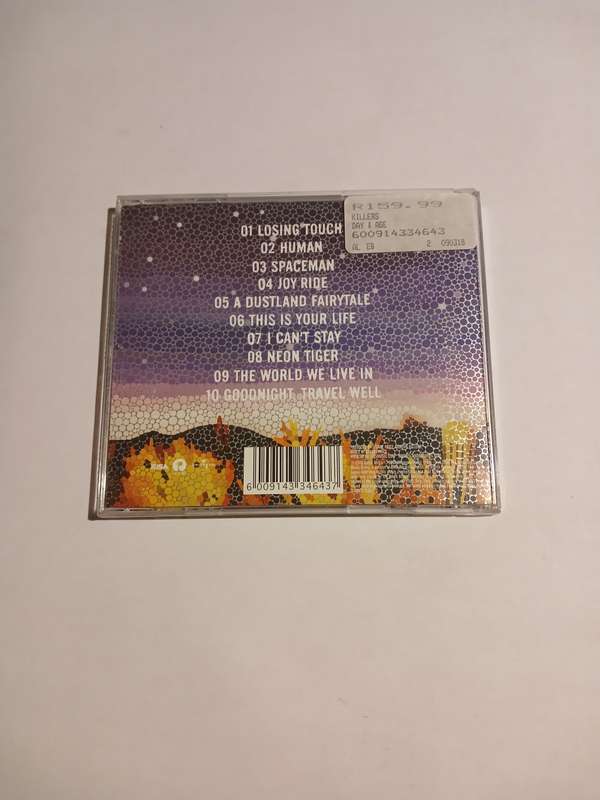 R159.99
KILLERS
DAY & AGE
600914334643
AL EB 2 090318
01 LOSING TOUCH
02 HUMAN
03 SPACEMAN
04 JOY RIDE
05 A DUSTLAND FAIRYTALE
06 THIS IS YOUR LIFE
07 I CAN'T STAY
08 NEON TIGER
09 THE WORLD WE LIVE IN
10 GOODNIGHT, TRAVEL WELL
6 009143 346437